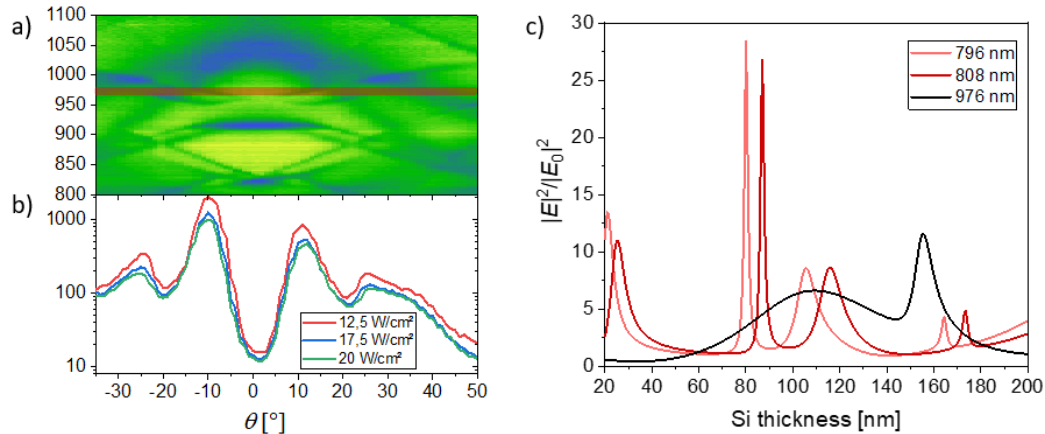 a)
1100
1050
1000
950
900
850
800
b)
1000
100
10
-30 -20 -10 0 10 20 30 40 50
θ [°]
12,5 W/cm²
17,5 W/cm²
20 W/cm²
c)
30
25
20
15
10
5
0
|E|²/|E₀|²
20 40 60 80 100 120 140 160 180 200
Si thickness [nm]
796 nm
808 nm
976 nm